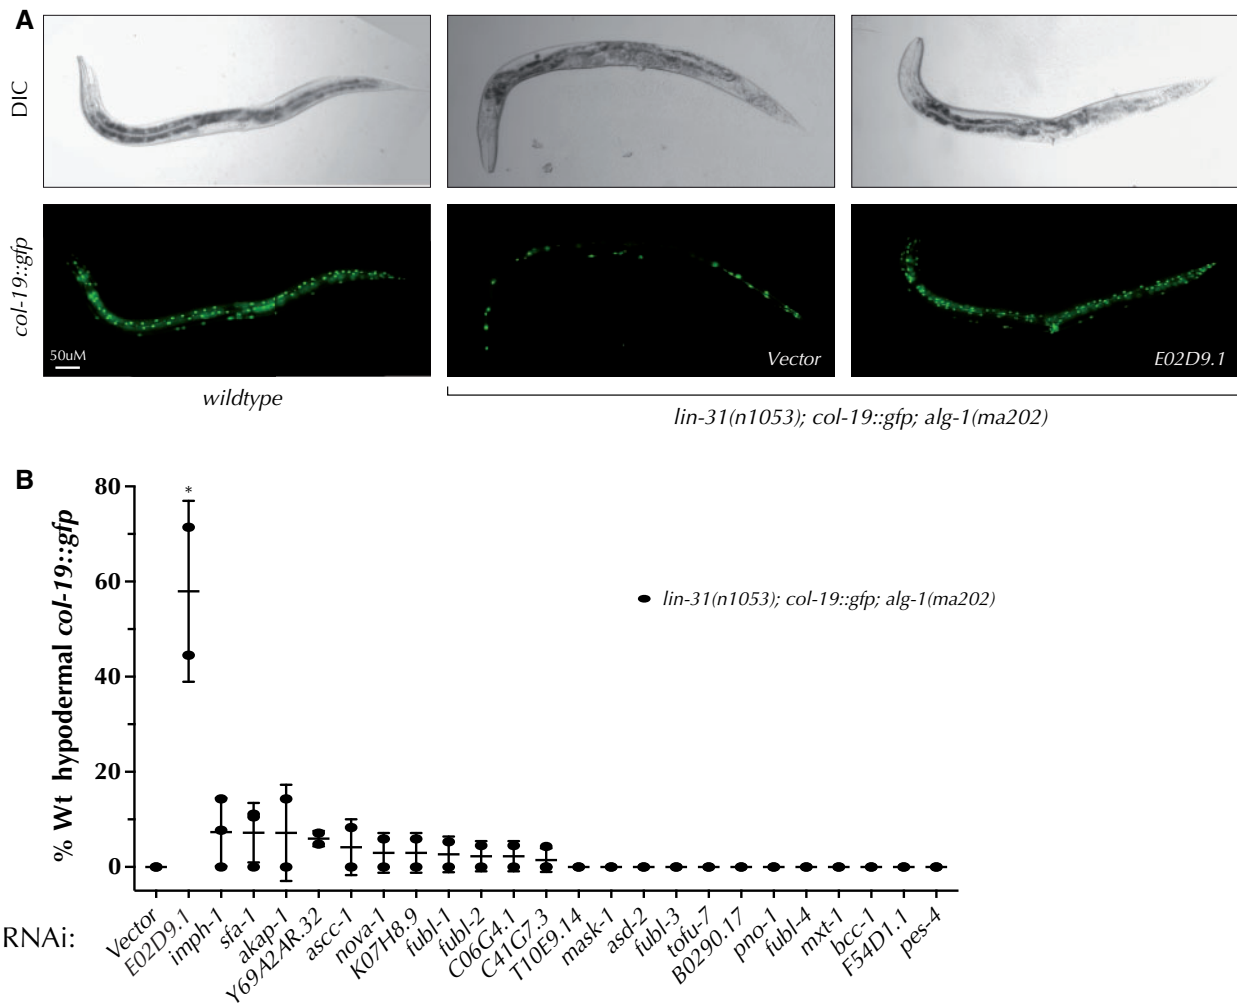 A
DIC
col-19::gfp
50uM
Vector
E02D9.1
wildtype
lin-31(n1053); col-19::gfp; alg-1(ma202)
B
% Wt hypodermal col-19::gfp
80
60
40
20
0
*
lin-31(n1053); col-19::gfp; alg-1(ma202)
RNAi:
Vector
E02D9.1
imph-1
sfa-1
akap-1
Y69A2AR.32
ascc-1
nova-1
K07H8.9
fubl-1
fubl-2
C06G4.1
C41G7.3
T10E9.14
mask-1
asd-2
fubl-3
tofu-7
B0290.17
pno-1
fubl-4
mxt-1
bcc-1
F54D1.1
pes-4